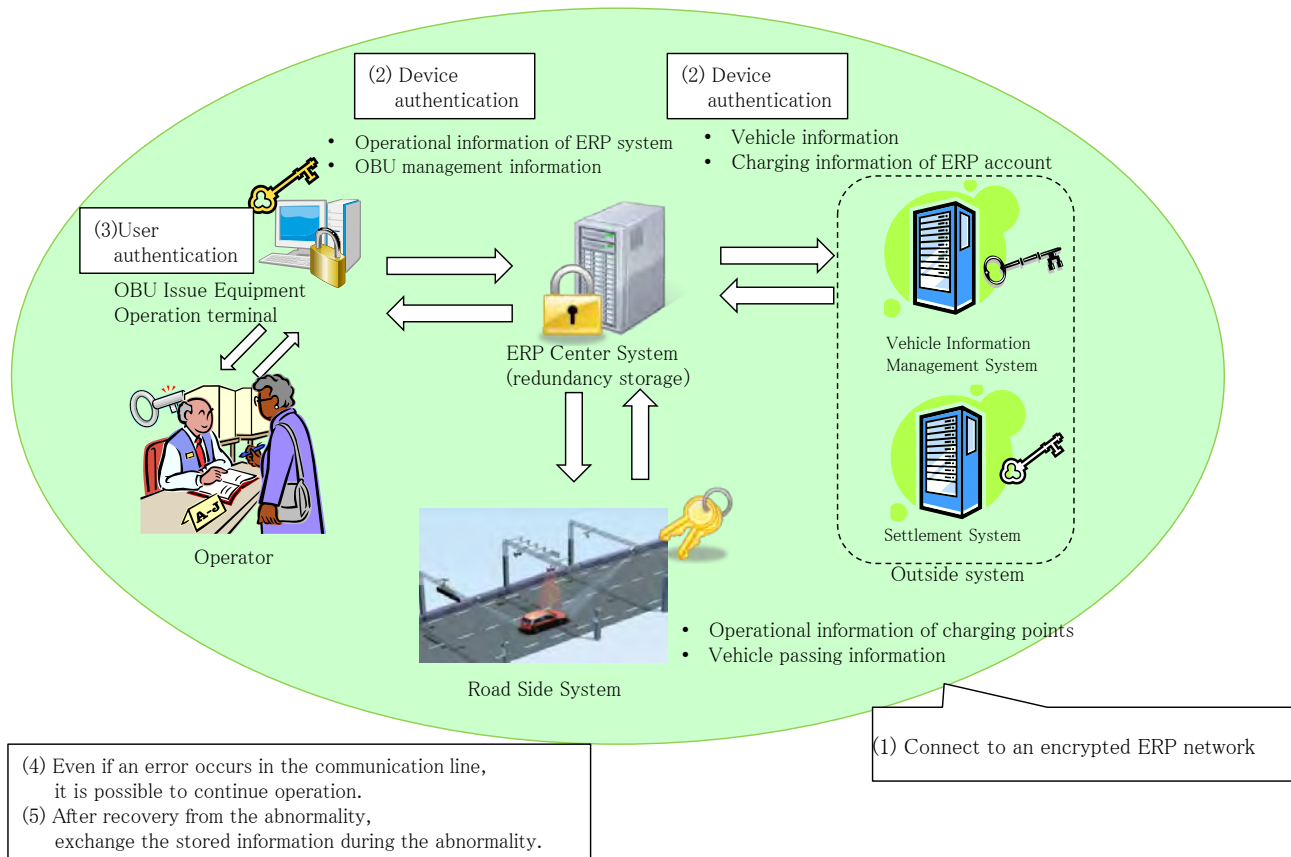 (2) Device
authentication
(2) Device
authentication
• Operational information of ERP system
• OBU management information
• Vehicle information
• Charging information of ERP account
(3)User
authentication
OBU Issue Equipment
Operation terminal
ERP Center System
(redundancy storage)
Vehicle Information
Management System
A-J
Operator
Settlement System
Outside system
• Operational information of charging points
• Vehicle passing information
Road Side System
(1) Connect to an encrypted ERP network
(4) Even if an error occurs in the communication line,
it is possible to continue operation.
(5) After recovery from the abnormality,
exchange the stored information during the abnormality.